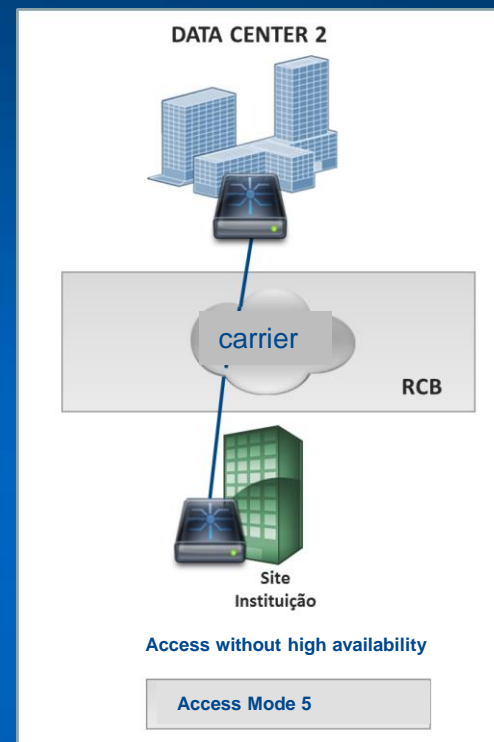 DATA CENTER 2
carrier
RCB
Site
Instituição
Access without high availability
Access Mode 5